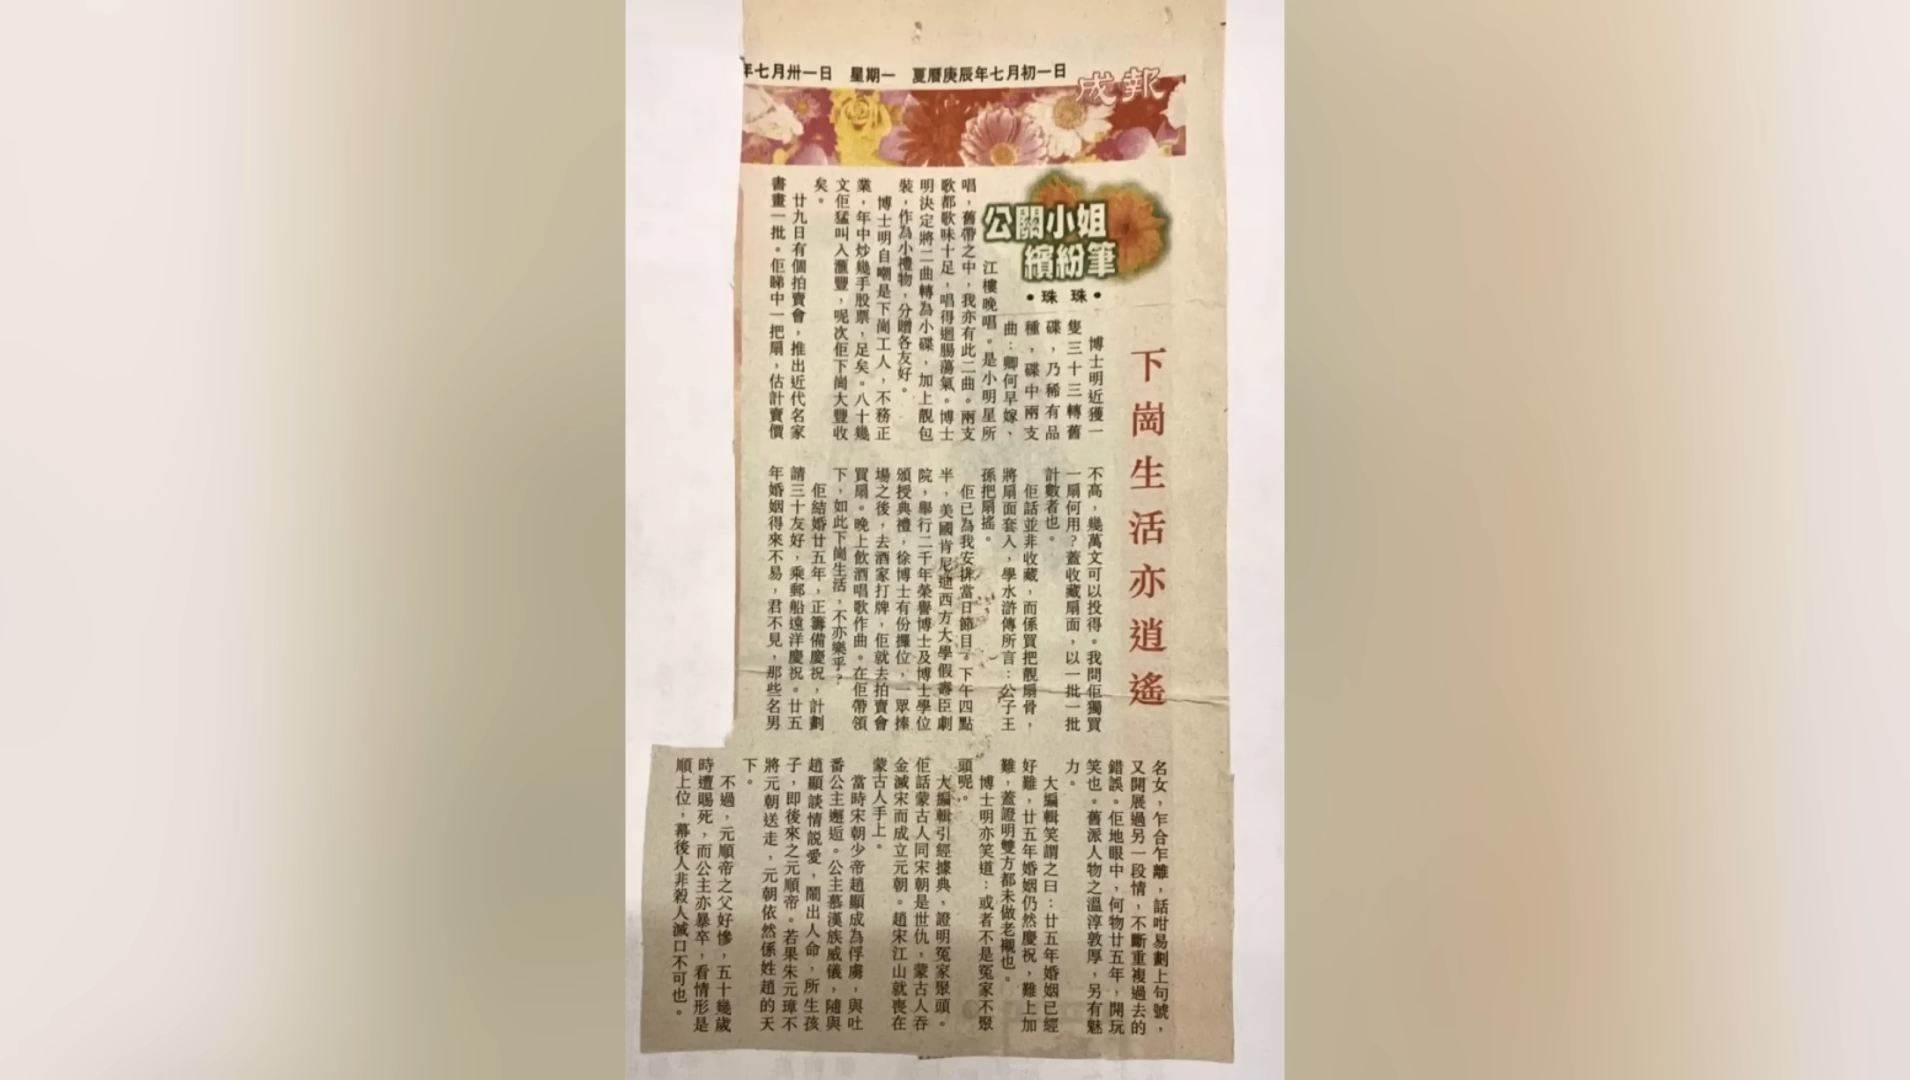 年七月卅一日　星期一　夏曆庚辰年七月初一日
成報
公關小姐
繽紛筆
•珠珠•
下崗生活亦逍遙
博士明近獲一
隻三十三轉舊
碟，乃稀有品
種，碟中兩支
曲：卿何早嫁、
江樓晚唱。是小明星所
唱，舊帶之中，我亦有此二曲。兩支
歌都歌味十足，唱得迴腸蕩氣。博士
明決定將二曲轉為小碟，加上靚包
裝，作為小禮物，分贈各友好。
博士明自嘲是下崗工人，不務正
業，年中炒幾手股票，足矣。八十幾
文佢猛叫入滙豐，呢次佢下崗大豐收
矣。
廿九日有個拍賣會，推出近代名家
書畫一批。佢睇中一把扇，估計賣價
不高，幾萬文可以投得。我問佢獨買
一扇何用？蓋收藏扇面，以一批一批
計數者也。
佢話並非收藏，而係買把靚扇骨，
將扇面套入，學水滸傳所言：公子王
孫把扇搖。
佢已為我安排當日節目。下午四點
半，美國肯尼廸西方大學假壽臣劇
院，舉行二千年榮譽博士及博士學位
頒授典禮，徐博士有份攞位，一眾捧
場之後，去酒家打牌，佢就去拍賣會
買扇。晚上飲酒唱歌作曲。在佢帶領
下，如此下崗生活，不亦樂乎？
佢結婚廿五年，正籌備慶祝，計劃
請三十友好，乘郵船遠洋慶祝。廿五
年婚姻得來不易，君不見，那些名男
名女，乍合乍離，話咁易劃上句號，
又開展過另一段情，不斷重複過去的
錯誤。佢地眼中，何物廿五年，開玩
笑也。舊派人物之溫淳敦厚，另有魅
力。
大編輯笑謂之曰：廿五年婚姻已經
好難，廿五年婚姻仍然慶祝，難上加
難，蓋證明雙方都未做老襯也。
博士明亦笑道：或者不是冤家不聚
頭呢。
大編輯引經據典，證明冤家聚頭。
佢話蒙古人同宋朝是世仇，蒙古人吞
金滅宋而成立元朝。趙宋江山就喪在
蒙古人手上。
當時宋朝少帝趙顯成為俘虜，與吐
番公主邂逅。公主慕漢族威儀，隨與
趙顯談情説愛，鬧出人命，所生孩
子，即後來之元順帝。若果朱元璋不
將元朝送走，元朝依然係姓趙的天
下。
不過，元順帝之父好慘，五十幾歲
時遭賜死，而公主亦暴卒，看情形是
順上位，幕後人非殺人滅口不可也。